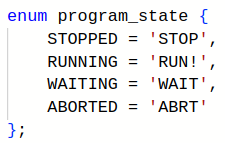 enum program_state {
    STOPPED = 'STOP',
    RUNNING = 'RUN!',
    WAITING = 'WAIT',
    ABORTED = 'ABRT'
};